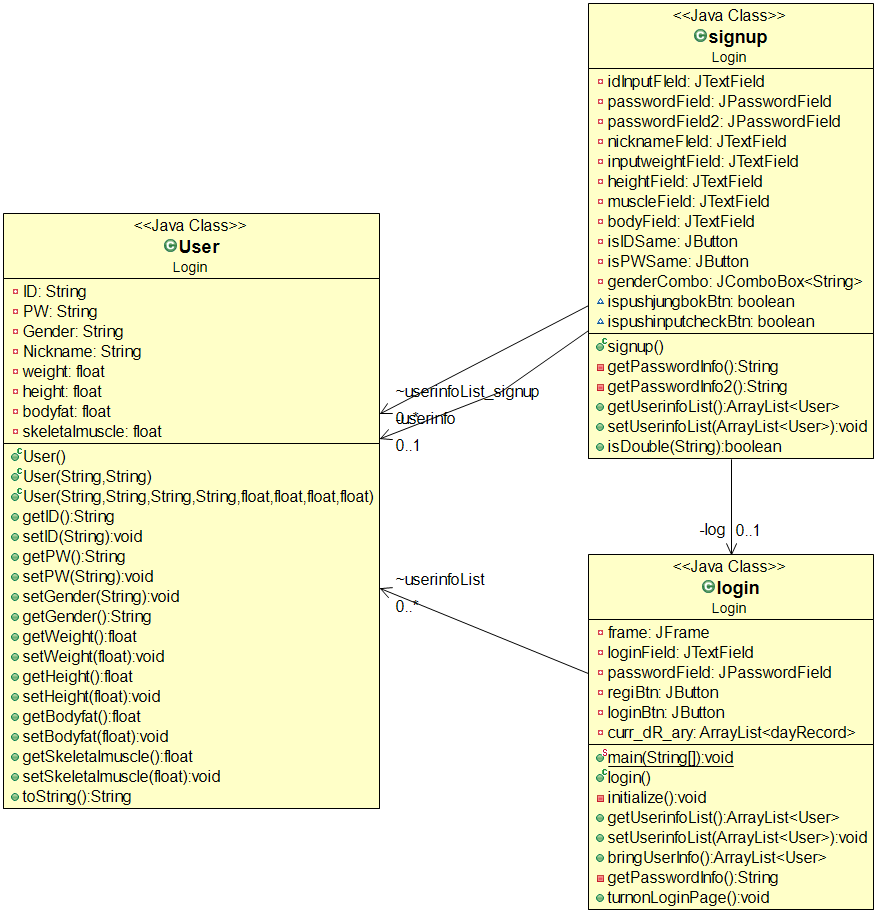 <<Java Class>>
signup
Login
idInputFIeld: JTextField
passwordField: JPasswordField
passwordField2: JPasswordField
nicknameFIeld: JTextField
inputweightField: JTextField
heightField: JTextField
muscleField: JTextField
bodyField: JTextField
isIDSame: JButton
isPWSame: JButton
genderCombo: JComboBox<String>
ispushjungbokBtn: boolean
ispushinputcheckBtn: boolean
signup()
getPasswordInfo():String
getPasswordInfo2():String
getUserinfoList():ArrayList<User>
setUserinfoList(ArrayList<User>):void
isDouble(String):boolean
<<Java Class>>
User
Login
ID: String
PW: String
Gender: String
Nickname: String
weight: float
height: float
bodyfat: float
skeletalmuscle: float
User()
User(String,String)
User(String,String,String,String,float,float,float,float)
getID():String
setID(String):void
getPW():String
setPW(String):void
setGender(String):void
getGender():String
getWeight():float
setWeight(float):void
getHeight():float
setHeight(float):void
getBodyfat():float
setBodyfat(float):void
getSkeletalmuscle():float
setSkeletalmuscle(float):void
toString():String
~userinfoList_signup
0..*
-userinfo
0..1
-log 0..1
~userinfoList
0..*
<<Java Class>>
login
Login
frame: JFrame
loginField: JTextField
passwordField: JPasswordField
regiBtn: JButton
loginBtn: JButton
curr_dR_ary: ArrayList<dayRecord>
main(String[]):void
login()
initialize():void
getUserinfoList():ArrayList<User>
setUserinfoList(ArrayList<User>):void
bringUserInfo():ArrayList<User>
getPasswordInfo():String
turnonLoginPage():void